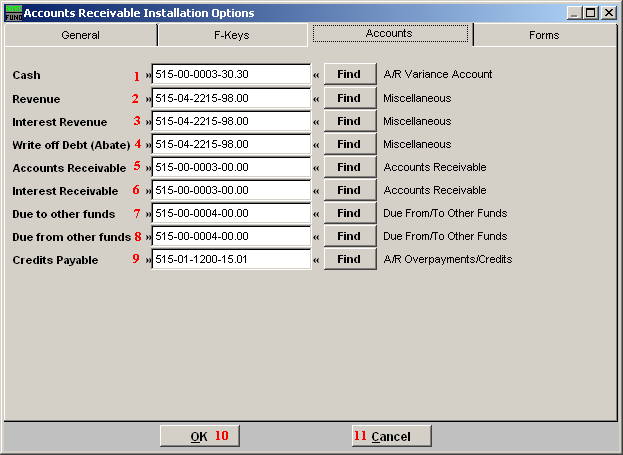 Accounts Receivable Installation Options
FUND
General F-Keys Accounts Forms
Cash 1 » 515-00-0003-30.30 « Find A/R Variance Account
Revenue 2 » 515-04-2215-98.00 « Find Miscellaneous
Interest Revenue 3 » 515-04-2215-98.00 « Find Miscellaneous
Write off Debt (Abate) 4 » 515-04-2215-98.00 « Find Miscellaneous
Accounts Receivable 5 » 515-00-0003-00.00 « Find Accounts Receivable
Interest Receivable 6 » 515-00-0003-00.00 « Find Accounts Receivable
Due to other funds 7 » 515-00-0004-00.00 « Find Due From/To Other Funds
Due from other funds 8 » 515-00-0004-00.00 « Find Due From/To Other Funds
Credits Payable 9 » 515-01-1200-15.01 « Find A/R Overpayments/Credits
OK 10 11 Cancel